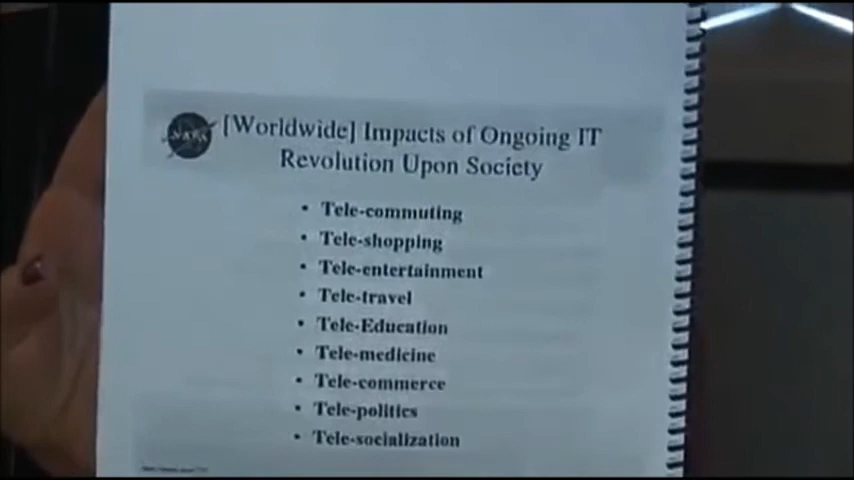 NASA
[Worldwide] Impacts of Ongoing IT
Revolution Upon Society
• Tele-commuting
• Tele-shopping
• Tele-entertainment
• Tele-travel
• Tele-Education
• Tele-medicine
• Tele-commerce
• Tele-politics
• Tele-socialization